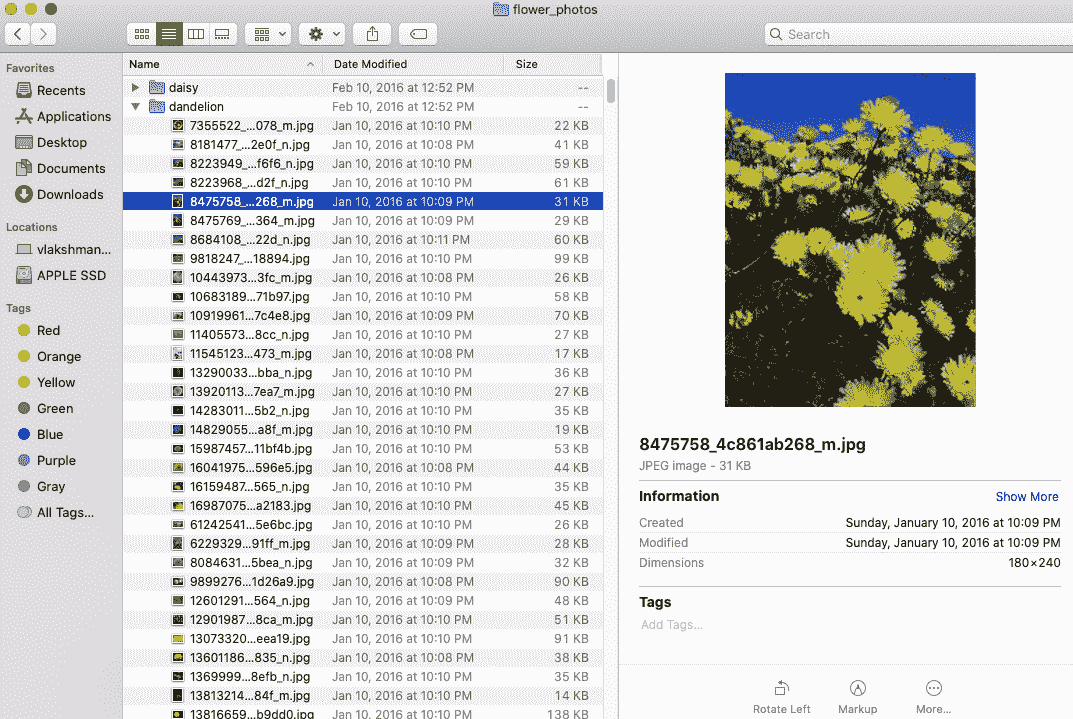 flower_photos
Search
Favorites
Recents
Applications
Desktop
Documents
Downloads
Locations
vlakshman...
APPLE SSD
Tags
Red
Orange
Yellow
Green
Blue
Purple
Gray
All Tags...
Name Date Modified Size
daisy Feb 10, 2016 at 12:52 PM --
dandelion Feb 10, 2016 at 12:52 PM --
7355522_...078_m.jpg Jan 10, 2016 at 10:10 PM 22 KB
8181477_...2e0f_n.jpg Jan 10, 2016 at 10:08 PM 41 KB
8223949_...f6f6_n.jpg Jan 10, 2016 at 10:10 PM 59 KB
8223968_...d2f_n.jpg Jan 10, 2016 at 10:10 PM 61 KB
8475758_...268_m.jpg Jan 10, 2016 at 10:09 PM 31 KB
8475769_...364_m.jpg Jan 10, 2016 at 10:09 PM 29 KB
8684108_...22d_n.jpg Jan 10, 2016 at 10:11 PM 60 KB
9818247_...18894.jpg Jan 10, 2016 at 10:10 PM 99 KB
10443973...3fc_m.jpg Jan 10, 2016 at 10:08 PM 26 KB
10683189...71b97.jpg Jan 10, 2016 at 10:10 PM 58 KB
10919961...7c4e8.jpg Jan 10, 2016 at 10:09 PM 70 KB
11405573...8cc_n.jpg Jan 10, 2016 at 10:10 PM 27 KB
11545123...473_m.jpg Jan 10, 2016 at 10:08 PM 17 KB
13290033...bba_n.jpg Jan 10, 2016 at 10:10 PM 36 KB
13920113...7ea7_m.jpg Jan 10, 2016 at 10:10 PM 27 KB
14283011...5b2_n.jpg Jan 10, 2016 at 10:09 PM 35 KB
14829055...a8f_m.jpg Jan 10, 2016 at 10:10 PM 19 KB
15987457...11bf4b.jpg Jan 10, 2016 at 10:10 PM 53 KB
16041975...596e5.jpg Jan 10, 2016 at 10:08 PM 44 KB
16159487...565_n.jpg Jan 10, 2016 at 10:10 PM 35 KB
16987075...a2183.jpg Jan 10, 2016 at 10:10 PM 45 KB
61242541...5e6bc.jpg Jan 10, 2016 at 10:09 PM 26 KB
6229329...91ff_m.jpg Jan 10, 2016 at 10:09 PM 28 KB
8084631...5bea_n.jpg Jan 10, 2016 at 10:09 PM 32 KB
9899276...1d26a9.jpg Jan 10, 2016 at 10:08 PM 90 KB
12601291...564_n.jpg Jan 10, 2016 at 10:09 PM 48 KB
12901987...8ca_m.jpg Jan 10, 2016 at 10:10 PM 51 KB
13073320...eea19.jpg Jan 10, 2016 at 10:10 PM 91 KB
13601186...835_n.jpg Jan 10, 2016 at 10:08 PM 38 KB
1369999...8efb_n.jpg Jan 10, 2016 at 10:10 PM 35 KB
13813214...84f_m.jpg Jan 10, 2016 at 10:10 PM 14 KB
13816659...b9dd0.jpg Jan 10, 2016 at 10:10 PM 138 KB
8475758_4c861ab268_m.jpg
JPEG image - 31 KB
Information Show More
Created Sunday, January 10, 2016 at 10:09 PM
Modified Sunday, January 10, 2016 at 10:09 PM
Dimensions 180×240
Tags
Add Tags...
Rotate Left Markup More...